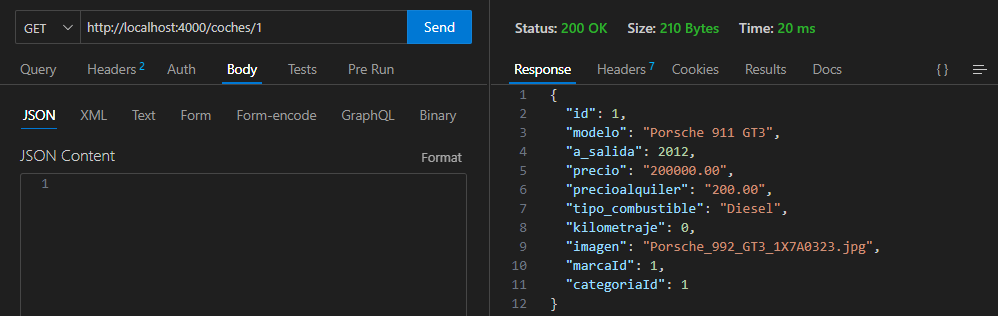 GET http://localhost:4000/coches/1 Send
Query Headers 2 Auth Body Tests Pre Run
JSON XML Text Form Form-encode GraphQL Binary
JSON Content Format
1
Status: 200 OK Size: 210 Bytes Time: 20 ms
Response Headers 7 Cookies Results Docs { }
1 {
2 "id": 1,
3 "modelo": "Porsche 911 GT3",
4 "a_salida": 2012,
5 "precio": "200000.00",
6 "precioalquiler": "200.00",
7 "tipo_combustible": "Diesel",
8 "kilometraje": 0,
9 "imagen": "Porsche_992_GT3_1X7A0323.jpg",
10 "marcaId": 1,
11 "categoriaId": 1
12 }